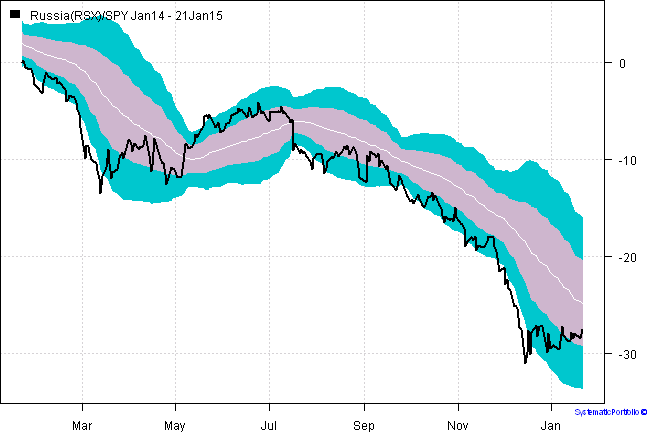 Russia(RSX)/SPY Jan14 - 21Jan15
0
-10
-20
-30
Mar May Jul Sep Nov Jan
SystematicPortfolio ©